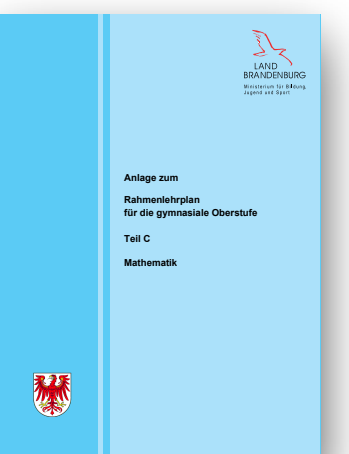 LAND
BRANDENBURG
Ministerium für Bildung,
Jugend und Sport
Anlage zum
Rahmenlehrplan
für die gymnasiale Oberstufe
Teil C
Mathematik